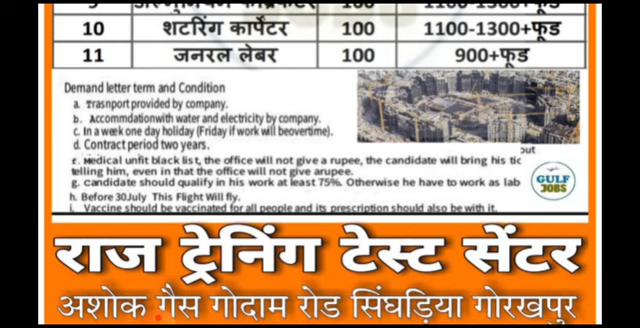 10 शटरिंग कार्पेटर 100 1100-1300+फूड
11 जनरल लेबर 100 900+फूड
Demand letter term and Condition
a. Trasnport provided by company.
b. Accommdationwith water and electricity by company.
c. In a week one day holiday (Friday if work will beovertime).
d. Contract period two years.
out
f. Medical unfit black list, the office will not give a rupee, the candidate will bring his tic
telling him, even in that the office will not give arupee.
g. Candidate should qualify in his work at least 75%. Otherwise he have to work as lab
GULF
JOBS
h. Before 30July This Flight Will fly.
i. Vaccine should be vaccinated for all people and its prescription should also be with it.
राज ट्रेनिंग टेस्ट सेंटर
अशोक गैस गोदाम रोड सिंघड़िया गोरखपुर